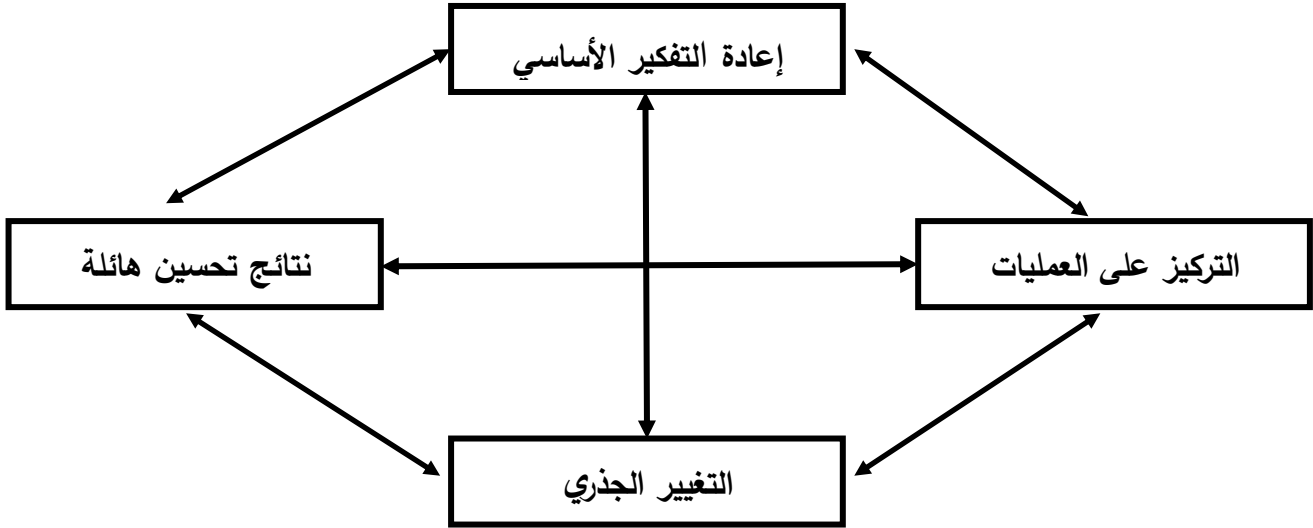 إعادة التفكير الأساسي
التركيز على العمليات
نتائج تحسين هائلة
التغيير الجذري